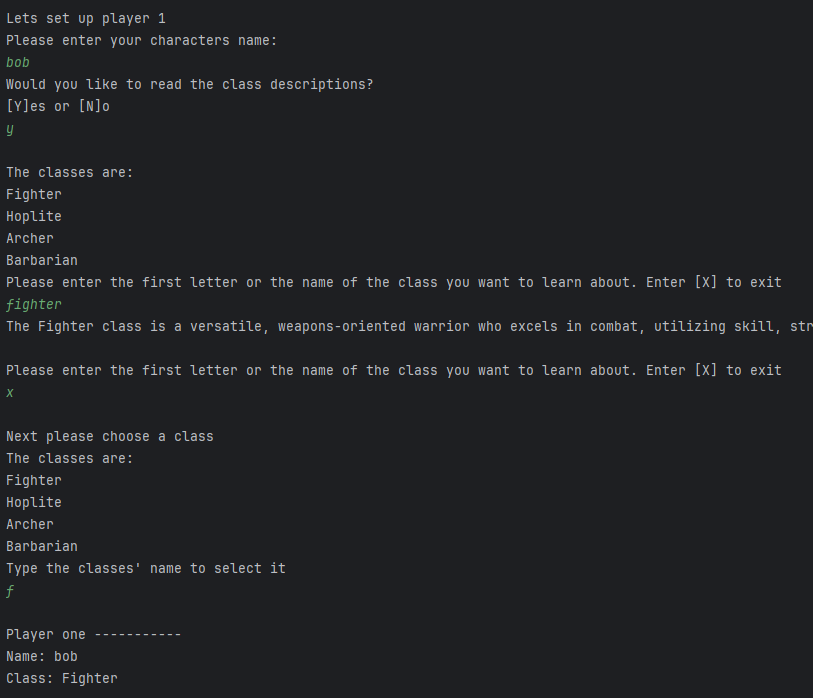 Lets set up player 1
Please enter your characters name:
bob
Would you like to read the class descriptions?
[Y]es or [N]o
y
The classes are:
Fighter
Hoplite
Archer
Barbarian
Please enter the first letter or the name of the class you want to learn about. Enter [X] to exit
fighter
The Fighter class is a versatile, weapons-oriented warrior who excels in combat, utilizing skill, str
Please enter the first letter or the name of the class you want to learn about. Enter [X] to exit
x
Next please choose a class
The classes are:
Fighter
Hoplite
Archer
Barbarian
Type the classes' name to select it
f
Player one -----------
Name: bob
Class: Fighter